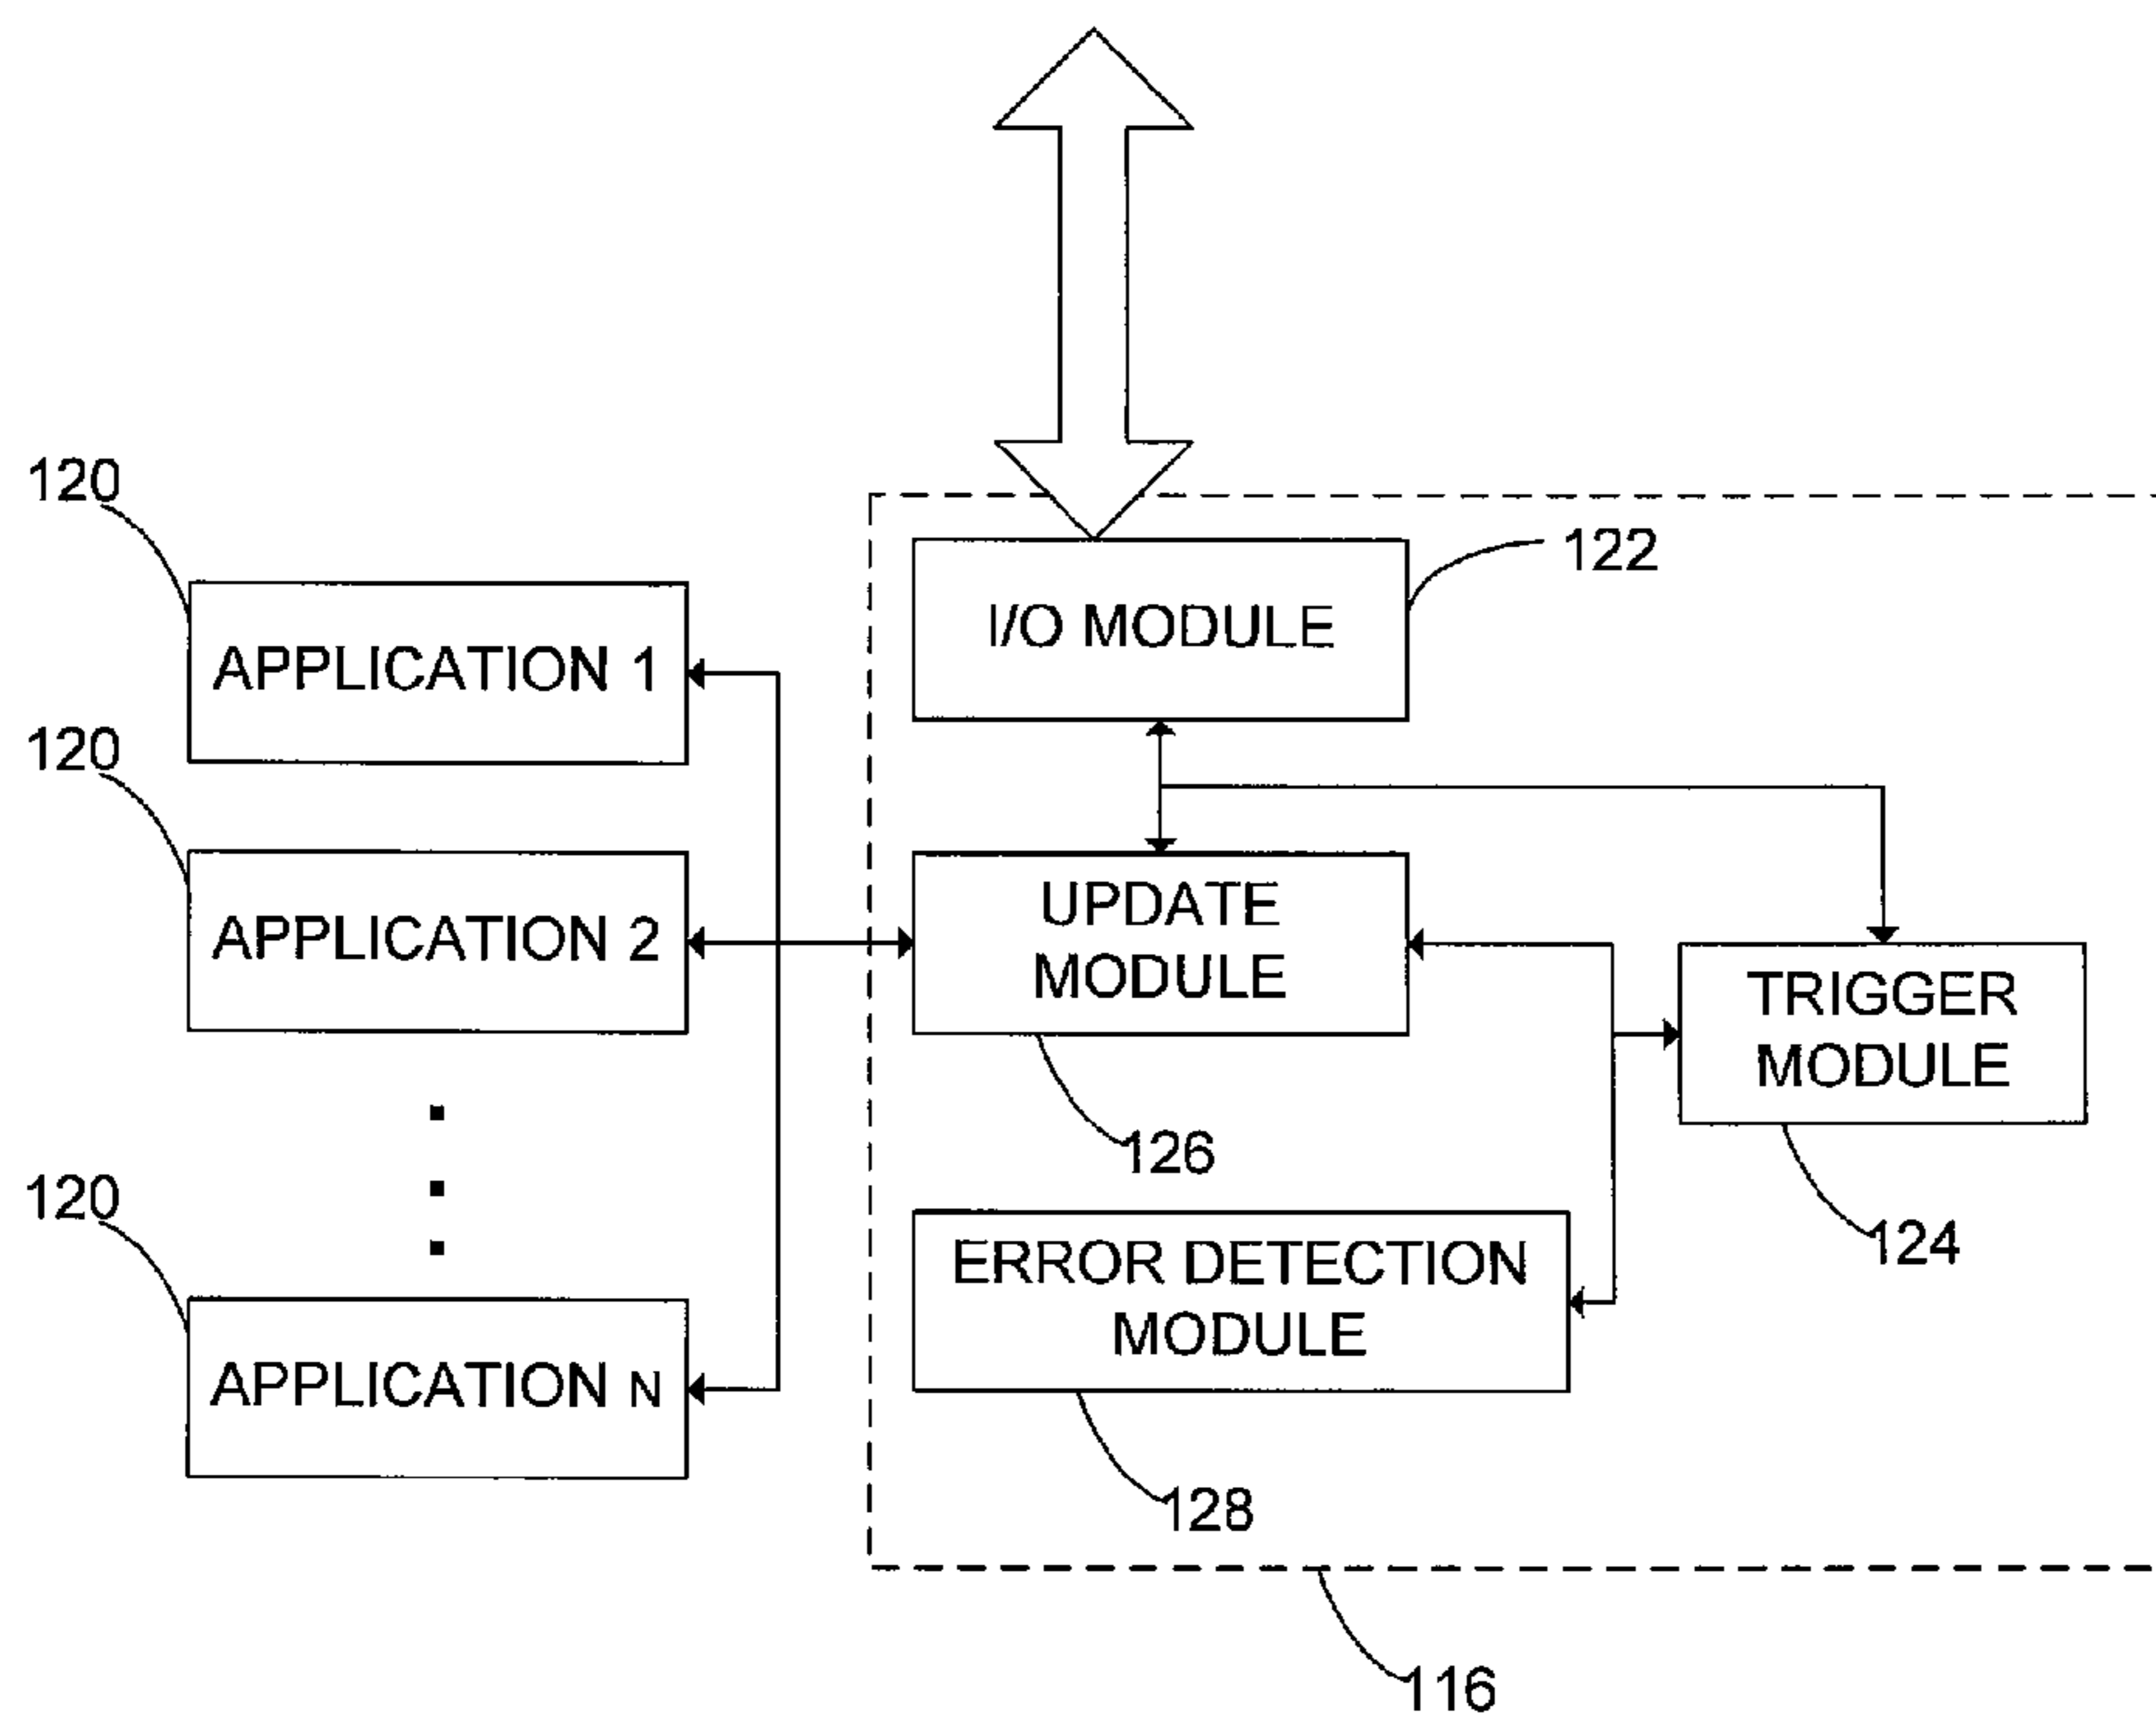 120
122
I/O MODULE
APPLICATION 1
120
UPDATE
MODULE
APPLICATION 2
TRIGGER
MODULE
126
120
124
ERROR DETECTION
MODULE
APPLICATION N
128
116